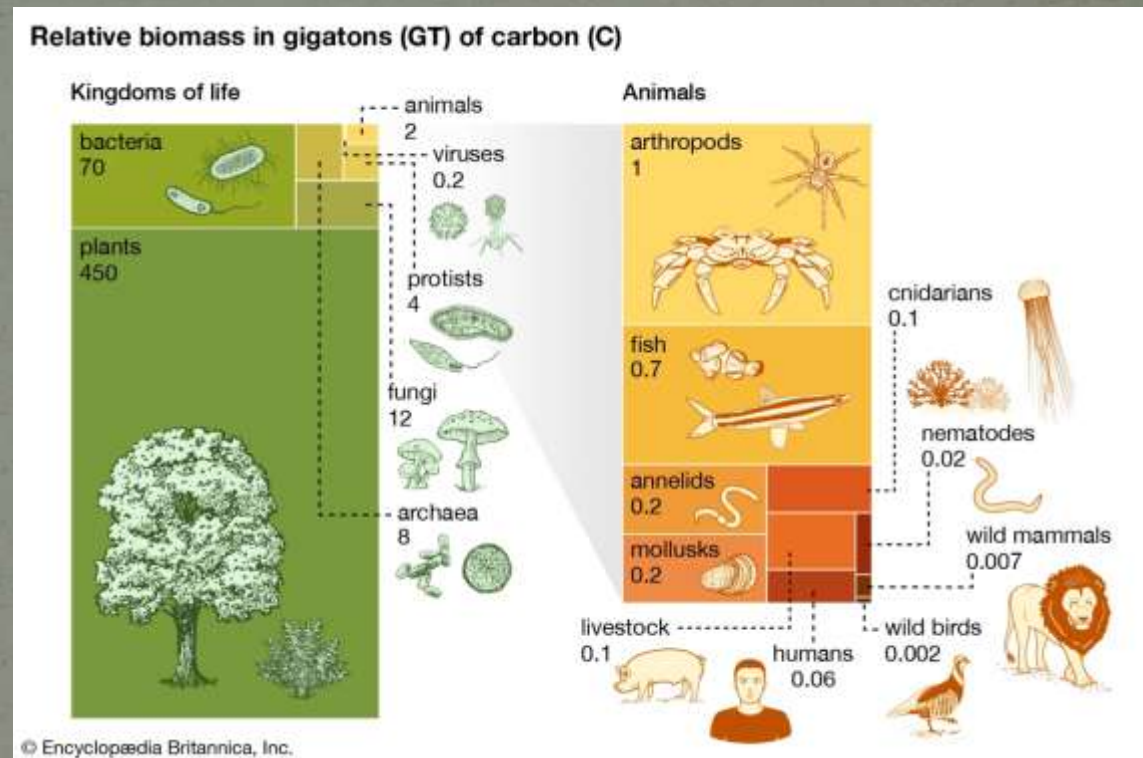 Relative biomass in gigatons (GT) of carbon (C)
Kingdoms of life
bacteria
70
plants
450
animals
2
viruses
0.2
protists
4
fungi
12
archaea
8
Animals
arthropods
1
fish
0.7
annelids
0.2
mollusks
0.2
cnidarians
0.1
nematodes
0.02
wild mammals
0.007
livestock
0.1
humans
0.06
wild birds
0.002
© Encyclopædia Britannica, Inc.